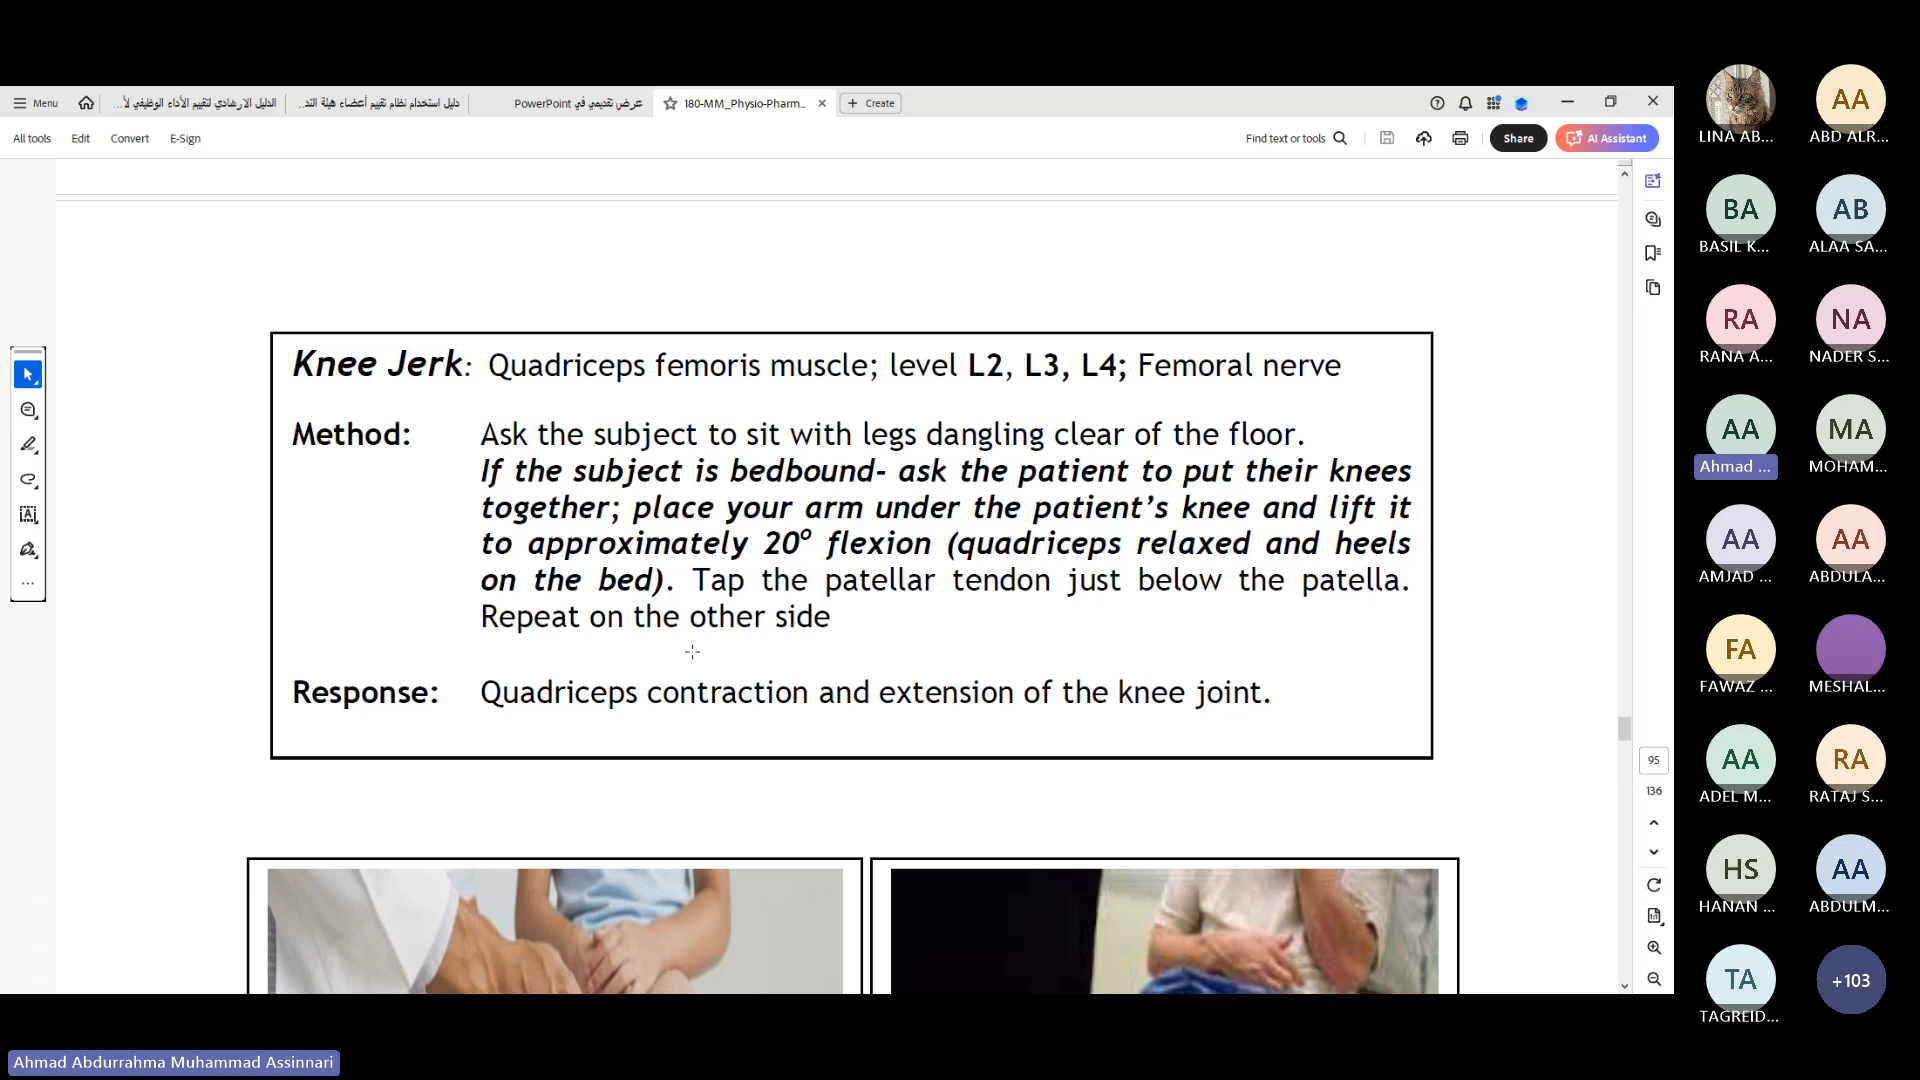 Menu
الدليل الارشادي لتقييم الأداء الوظيفي لأ...
دليل استخدام نظام تقييم أعضاء هيئة التد...
عرض تقديمي في PowerPoint
180-MM_Physio-Pharm...
Create
All tools
Edit
Convert
E-Sign
Find text or tools
Share
AI Assistant
Knee Jerk: Quadriceps femoris muscle; level L2, L3, L4; Femoral nerve
Method: Ask the subject to sit with legs dangling clear of the floor.
If the subject is bedbound- ask the patient to put their knees
together; place your arm under the patient’s knee and lift it
to approximately 20° flexion (quadriceps relaxed and heels
on the bed). Tap the patellar tendon just below the patella.
Repeat on the other side
Response: Quadriceps contraction and extension of the knee joint.
95
136
LINA AB...
AA
ABD ALR...
BA
BASIL K...
AB
ALAA SA...
RA
RANA A...
NA
NADER S...
AA
Ahmad ...
MA
MOHAM...
AA
AMJAD ...
AA
ABDULA...
FA
FAWAZ ...
MESHAL...
AA
ADEL M...
RA
RATAJ S...
HS
HANAN ...
AA
ABDULM...
TA
TAGREID...
+103
Ahmad Abdurrahma Muhammad Assinnari